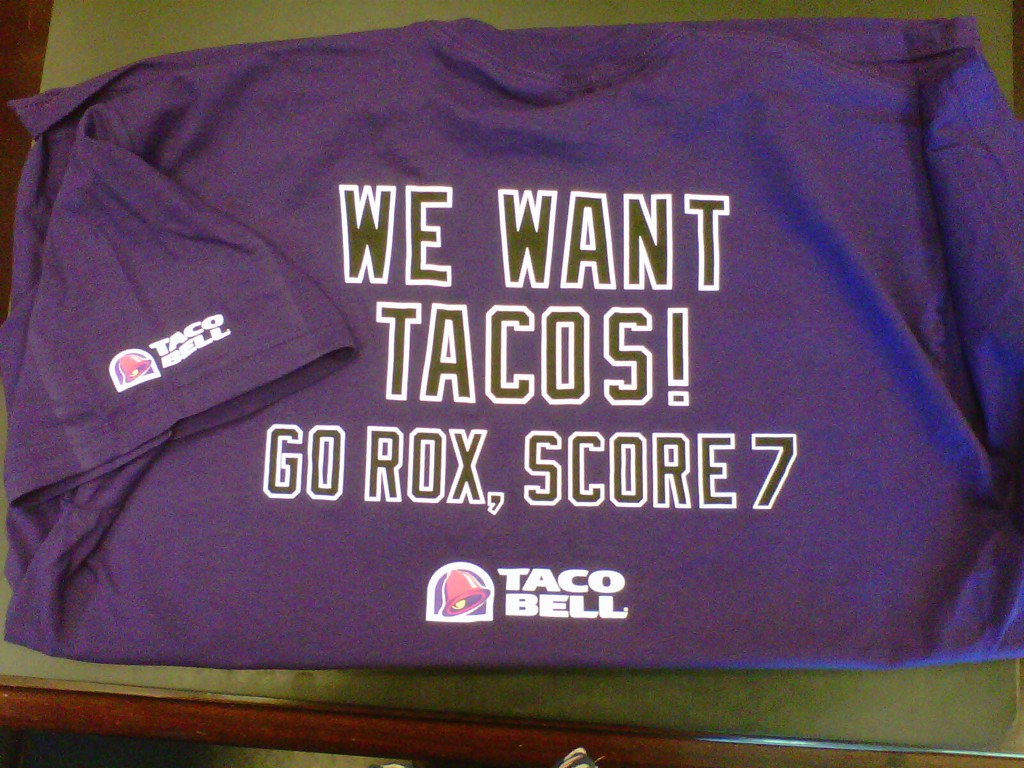 WE WANT
TACOS!
GO ROX, SCORE 7
TACO
BELL
TACO
BELL